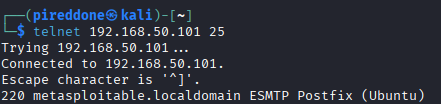 ┌──(pireddone㉿kali)-[~]
└─$ telnet 192.168.50.101 25
Trying 192.168.50.101...
Connected to 192.168.50.101.
Escape character is '^]'.
220 metasploitable.localdomain ESMTP Postfix (Ubuntu)